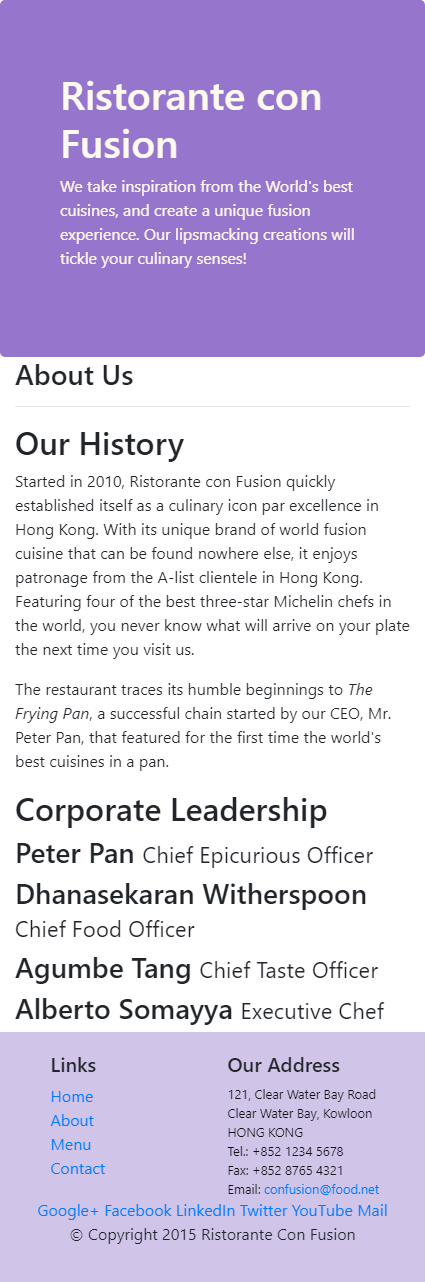 Ristorante con
Fusion
We take inspiration from the World's best
cuisines, and create a unique fusion
experience. Our lipsmacking creations will
tickle your culinary senses!
About Us
Our History
Started in 2010, Ristorante con Fusion quickly
established itself as a culinary icon par excellence in
Hong Kong. With its unique brand of world fusion
cuisine that can be found nowhere else, it enjoys
patronage from the A-list clientele in Hong Kong.
Featuring four of the best three-star Michelin chefs in
the world, you never know what will arrive on your plate
the next time you visit us.
The restaurant traces its humble beginnings to The
Frying Pan, a successful chain started by our CEO, Mr.
Peter Pan, that featured for the first time the world's
best cuisines in a pan.
Corporate Leadership
Peter Pan Chief Epicurious Officer
Dhanasekaran Witherspoon
Chief Food Officer
Agumbe Tang Chief Taste Officer
Alberto Somayya Executive Chef
Links
Home
About
Menu
Contact
Our Address
121, Clear Water Bay Road
Clear Water Bay, Kowloon
HONG KONG
Tel.: +852 1234 5678
Fax: +852 8765 4321
Email: confusion@food.net
Google+ Facebook LinkedIn Twitter YouTube Mail
© Copyright 2015 Ristorante Con Fusion